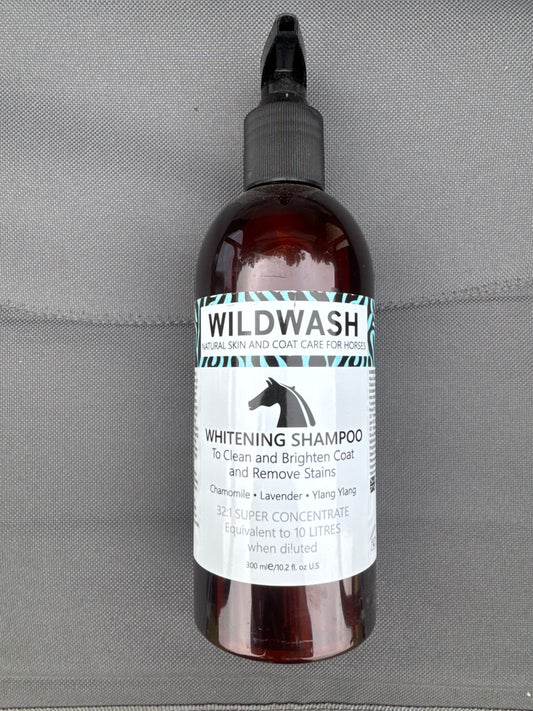 WILDWASH
NATURAL SKIN AND COAT CARE FOR HORSES
WHITENING SHAMPOO
To Clean and Brighten Coat
and Remove Stains
Chamomile • Lavender • Ylang Ylang
32:1 SUPER CONCENTRATE
Equivalent to 10 LITRES
when diluted
300 ml℮/10.2 fl. oz U.S